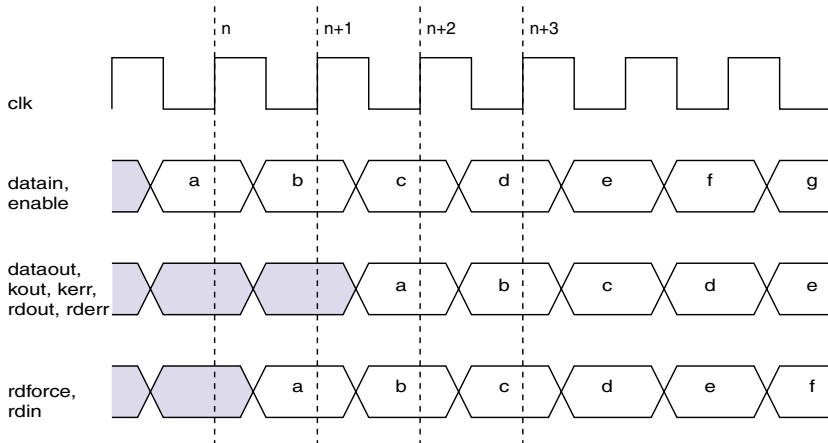 n n+1 n+2 n+3
clk
datain,
enable
a b c d e f g
dataout,
kout, kerr,
rdout, rderr
a b c d e
rdforce,
rdin
a b c d e f